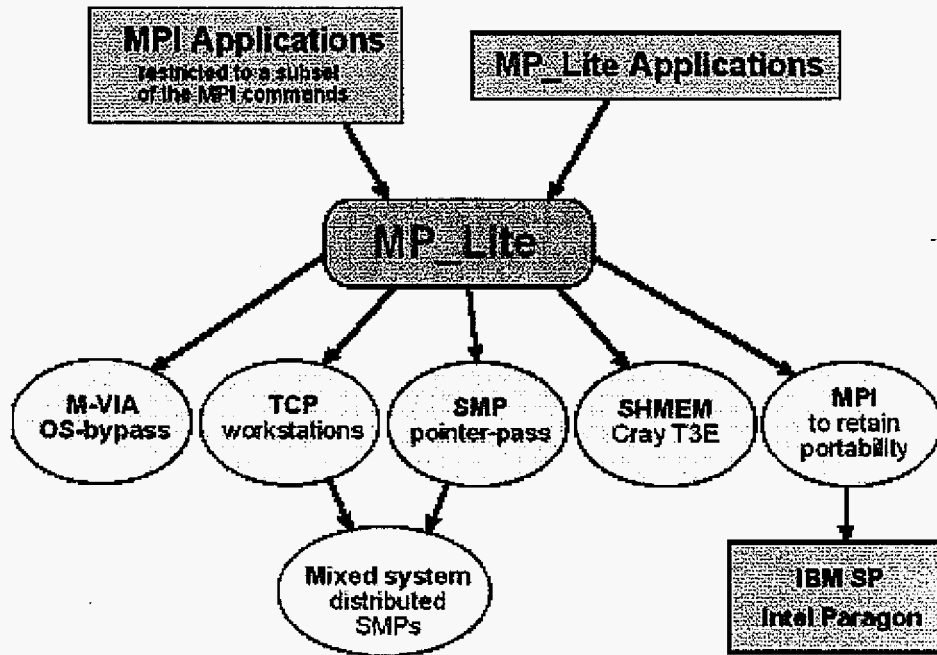 MPI Applications
restricted to a subset
of the MPI commands
MP_Lite Applications
MP_Lite
M-VIA
OS-bypass
TCP
workstations
SMP
pointer-pass
SHMEM
Cray T3E
MPI
to retain
portability
Mixed system
distributed
SMPs
IBM SP
Intel Paragon